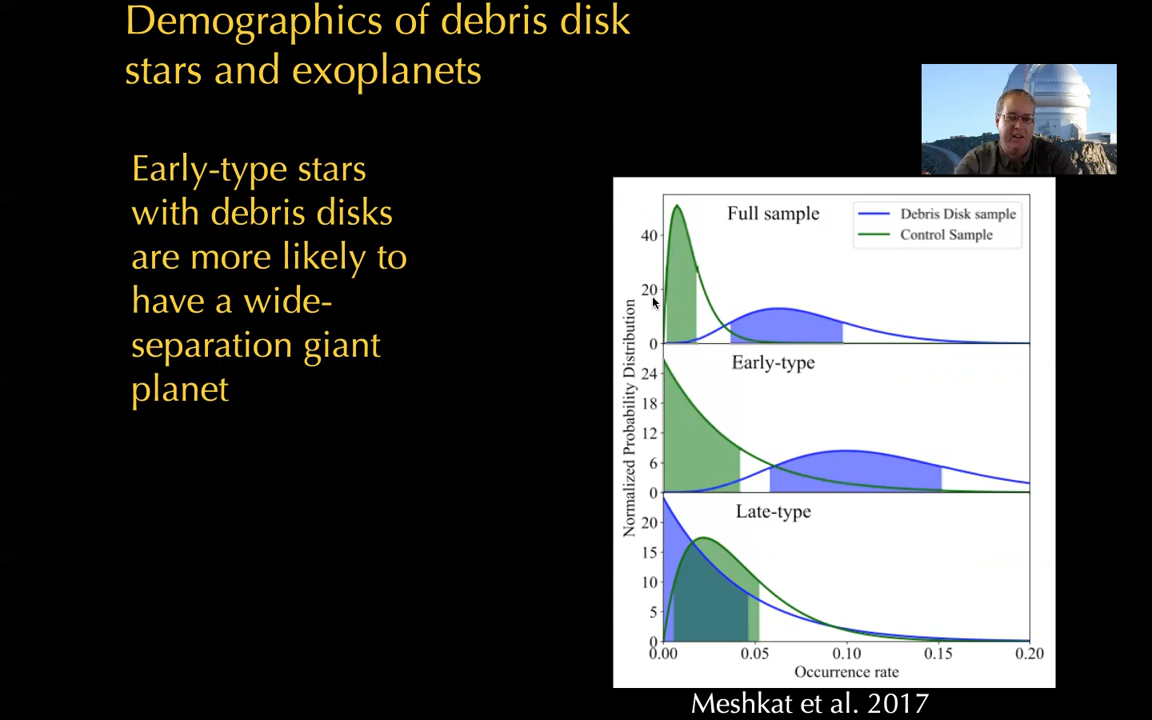 Demographics of debris disk
stars and exoplanets
Early-type stars
with debris disks
are more likely to
have a wide-
separation giant
planet
Full sample
Debris Disk sample
Control Sample
40
20
0
Early-type
24
18
12
6
0
Late-type
20
15
10
5
0
0.00 0.05 0.10 0.15 0.20
Normalized Probability Distribution
Occurrence rate
Meshkat et al. 2017